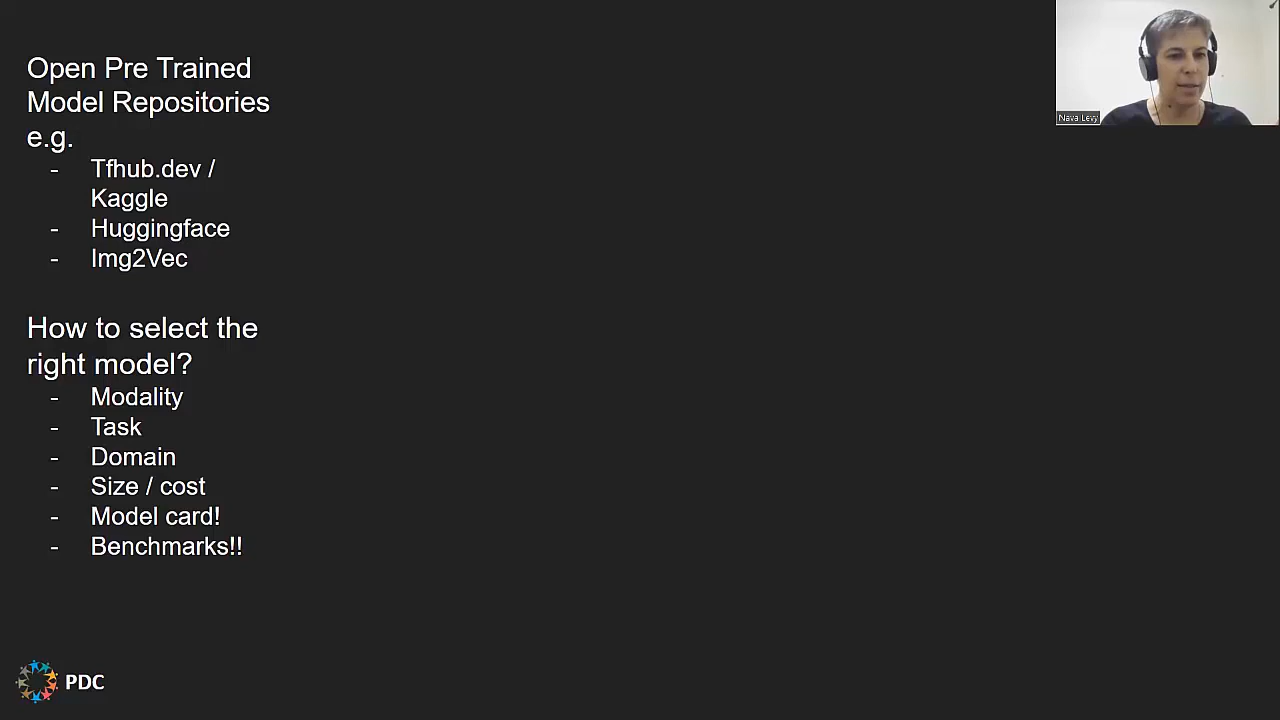 Open Pre Trained
Model Repositories
e.g.
- Tfhub.dev /
Kaggle
- Huggingface
- Img2Vec
How to select the
right model?
- Modality
- Task
- Domain
- Size / cost
- Model card!
- Benchmarks!!
Nava Levy
PDC